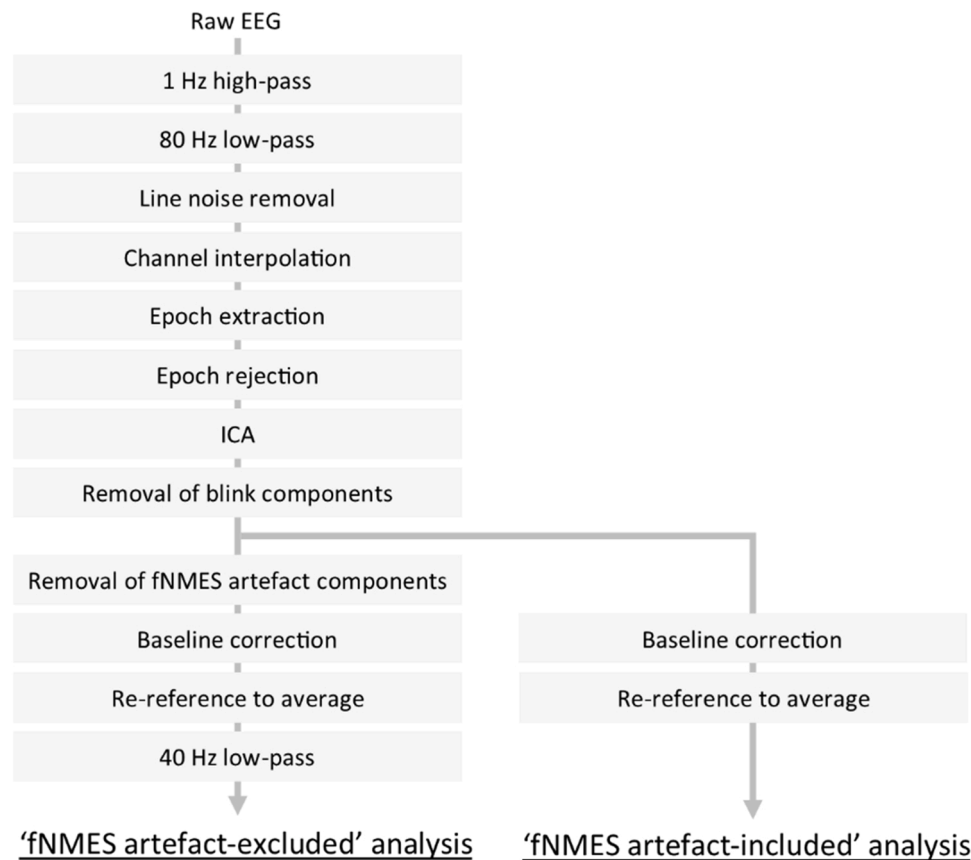 Raw EEG
1 Hz high-pass
80 Hz low-pass
Line noise removal
Channel interpolation
Epoch extraction
Epoch rejection
ICA
Removal of blink components
Removal of fNMES artefact components
Baseline correction
Re-reference to average
40 Hz low-pass
‘fNMES artefact-excluded’ analysis
Baseline correction
Re-reference to average
‘fNMES artefact-included’ analysis